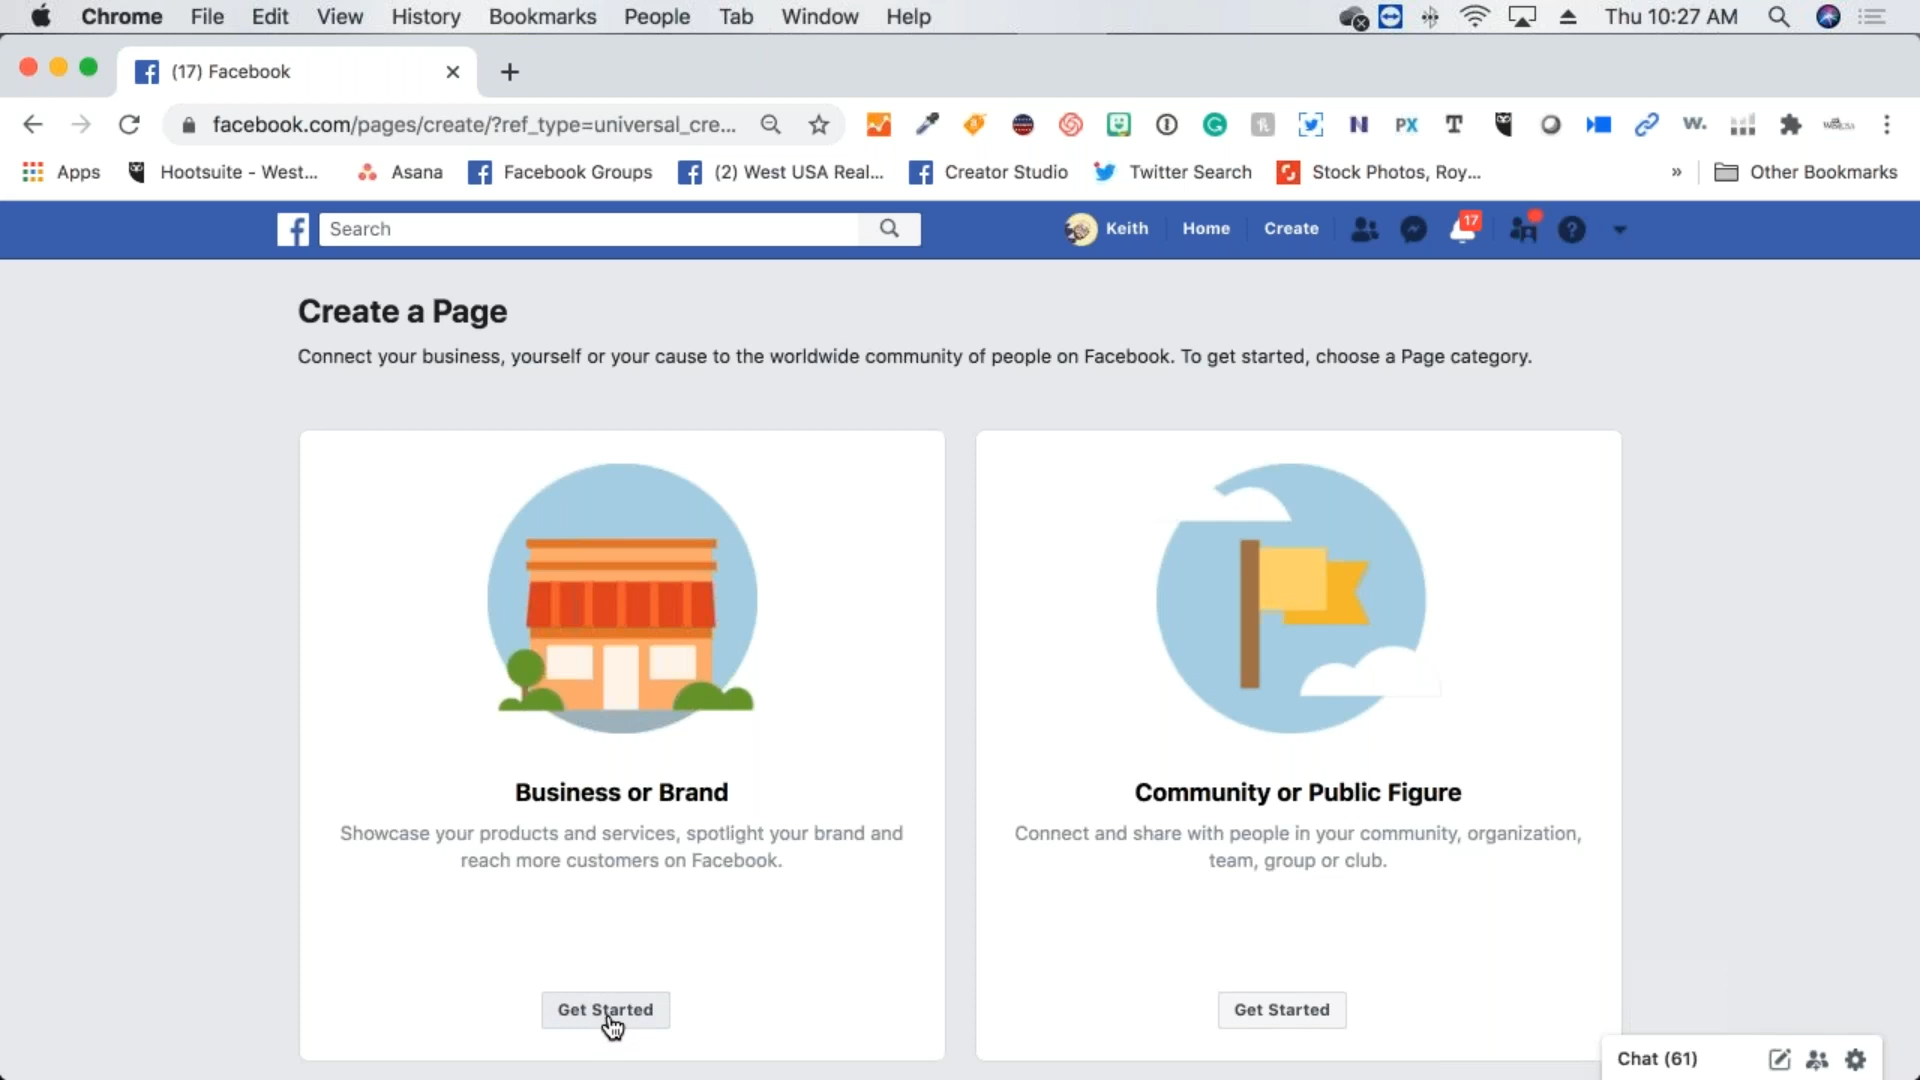 Chrome File Edit View History Bookmarks People Tab Window Help Thu 10:27 AM
(17) Facebook
facebook.com/pages/create/?ref_type=universal_cre...
PX T W.
Apps Hootsuite - West... Asana Facebook Groups (2) West USA Real... Creator Studio Twitter Search Stock Photos, Roy... » Other Bookmarks
Search Keith Home Create 17
Create a Page
Connect your business, yourself or your cause to the worldwide community of people on Facebook. To get started, choose a Page category.
Business or Brand
Showcase your products and services, spotlight your brand and
reach more customers on Facebook.
Get Started
Community or Public Figure
Connect and share with people in your community, organization,
team, group or club.
Get Started
Chat (61)